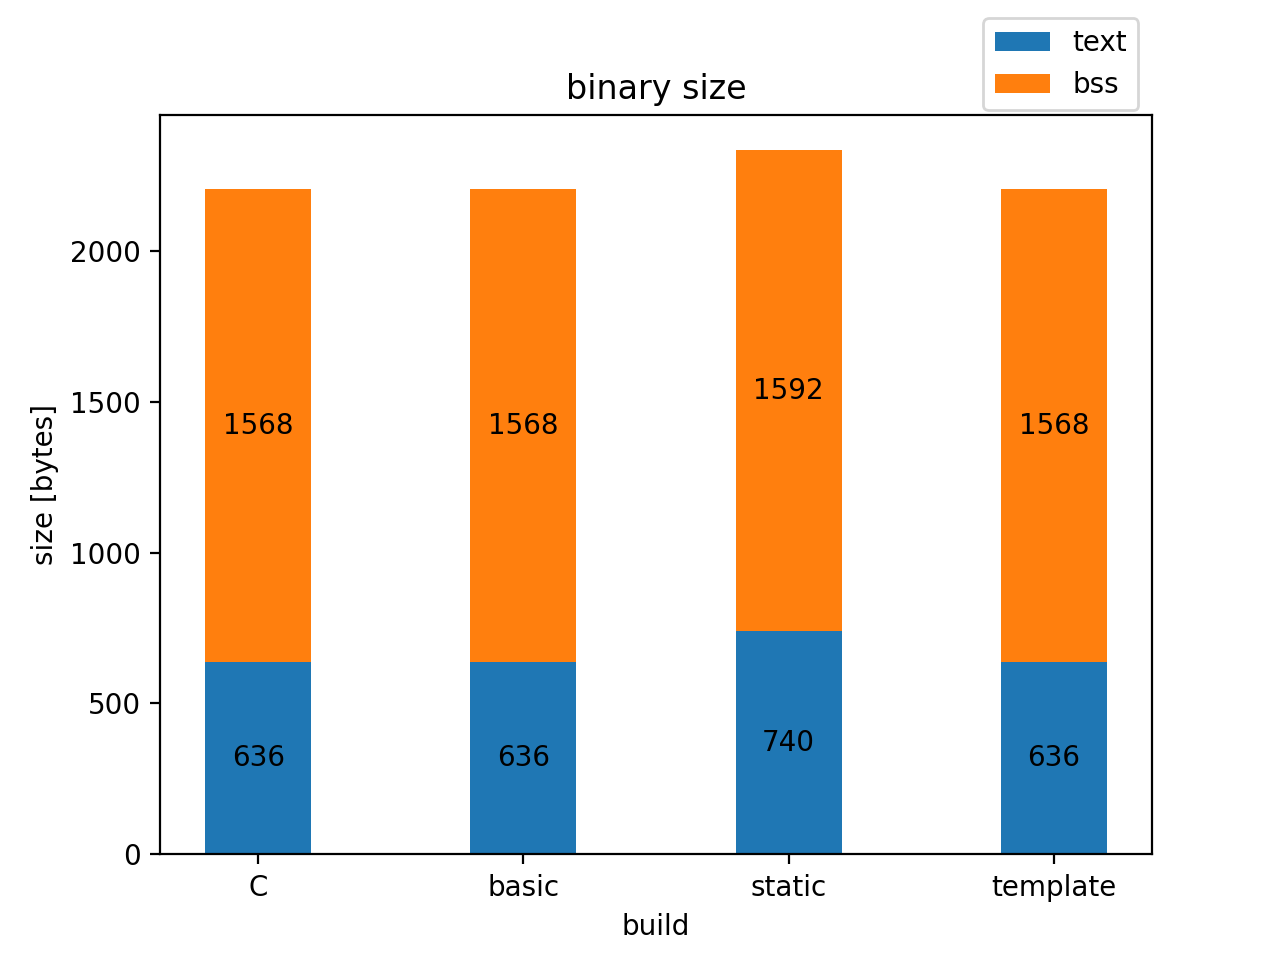 text
bss
binary size
size [bytes]
2000
1500
1000
500
0
1568
1568
1592
1568
636
636
740
636
C
basic
static
template
build